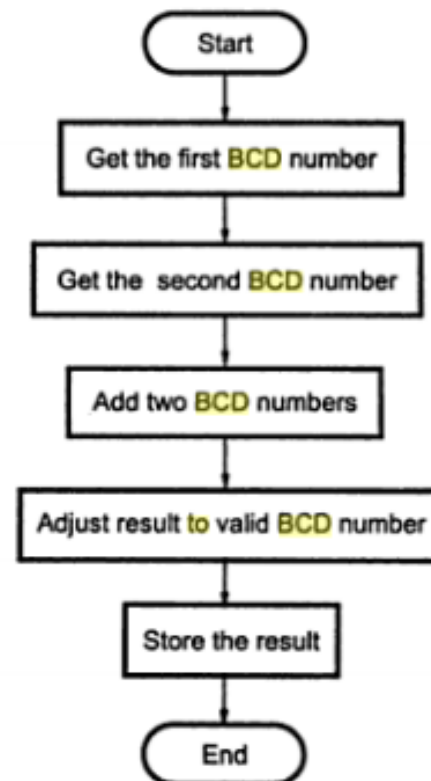 Start
Get the first BCD number
Get the second BCD number
Add two BCD numbers
Adjust result to valid BCD number
Store the result
End